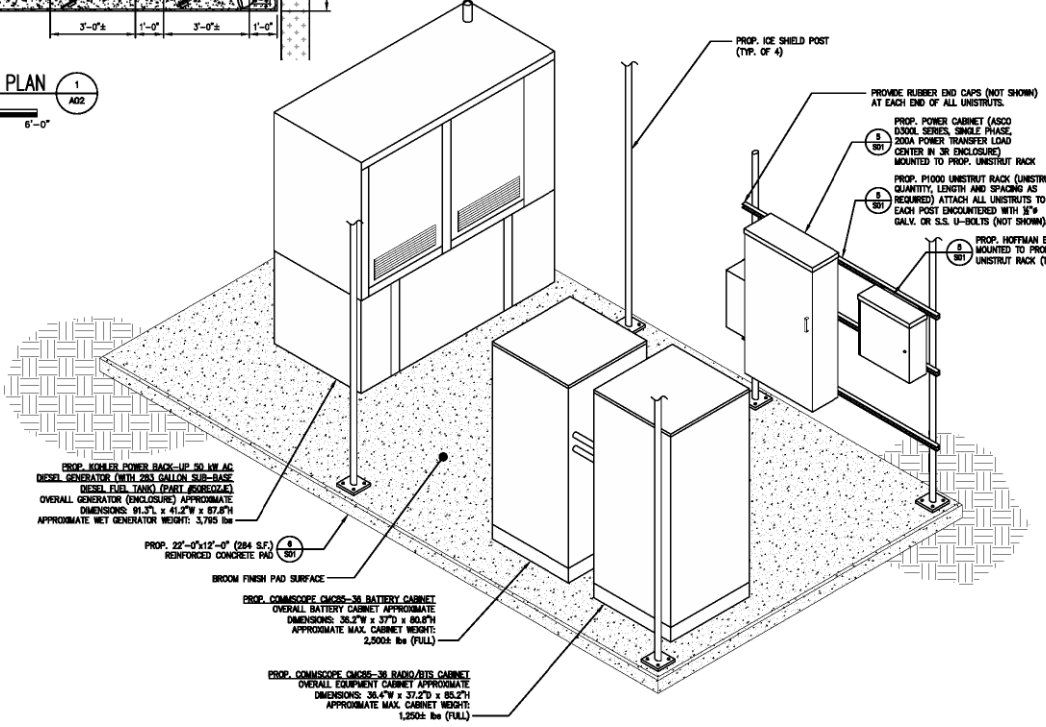 3'-0"±
1'-0"
3'-0"±
1'-0"
PLAN
1
A02
6'-0"
PROP. ICE SHIELD POST
(TYP. OF 4)
PROVIDE RUBBER END CAPS (NOT SHOWN)
AT EACH END OF ALL UNISTRUTS.
5
S01
PROP. POWER CABINET (ASCO
D300L SERIES, SINGLE PHASE,
200A POWER TRANSFER LOAD
CENTER IN 3R ENCLOSURE)
MOUNTED TO PROP. UNISTRUT RACK
5
S01
PROP. P1000 UNISTRUT RACK (UNISTRU
QUANTITY, LENGTH AND SPACING AS
REQUIRED) ATTACH ALL UNISTRUTS TO
EACH POST ENCOUNTERED WITH
GALV. OR S.S. U-BOLTS (NOT SHOWN)
5
S01
PROP. HOFFMAN
MOUNTED TO PRO
UNISTRUT RACK (T
PROP. KOHLER POWER BACK-UP 50 kW AC
DIESEL GENERATOR (WITH 283 GALLON SUB-BASE
DIESEL FUEL TANK) (PART #50REOZJE)
OVERALL GENERATOR (ENCLOSURE) APPROXIMATE
DIMENSIONS: 91.3"L x 41.2"W x 87.8"H
APPROXIMATE WET GENERATOR WEIGHT: 3,795 lbs
PROP. 22'-0"x12'-0" (264 S.F.)
REINFORCED CONCRETE PAD
6
S01
BROOM FINISH PAD SURFACE
PROP. COMMSCOPE CMC85-36 BATTERY CABINET
OVERALL BATTERY CABINET APPROXIMATE
DIMENSIONS: 36.2"W x 37"D x 80.8"H
APPROXIMATE MAX. CABINET WEIGHT:
2,500± lbs (FULL)
PROP. COMMSCOPE CMC85-36 RADIO/BTS CABINET
OVERALL EQUIPMENT CABINET APPROXIMATE
DIMENSIONS: 36.4"W x 37.2"D x 85.2"H
APPROXIMATE MAX. CABINET WEIGHT:
1,250± lbs (FULL)